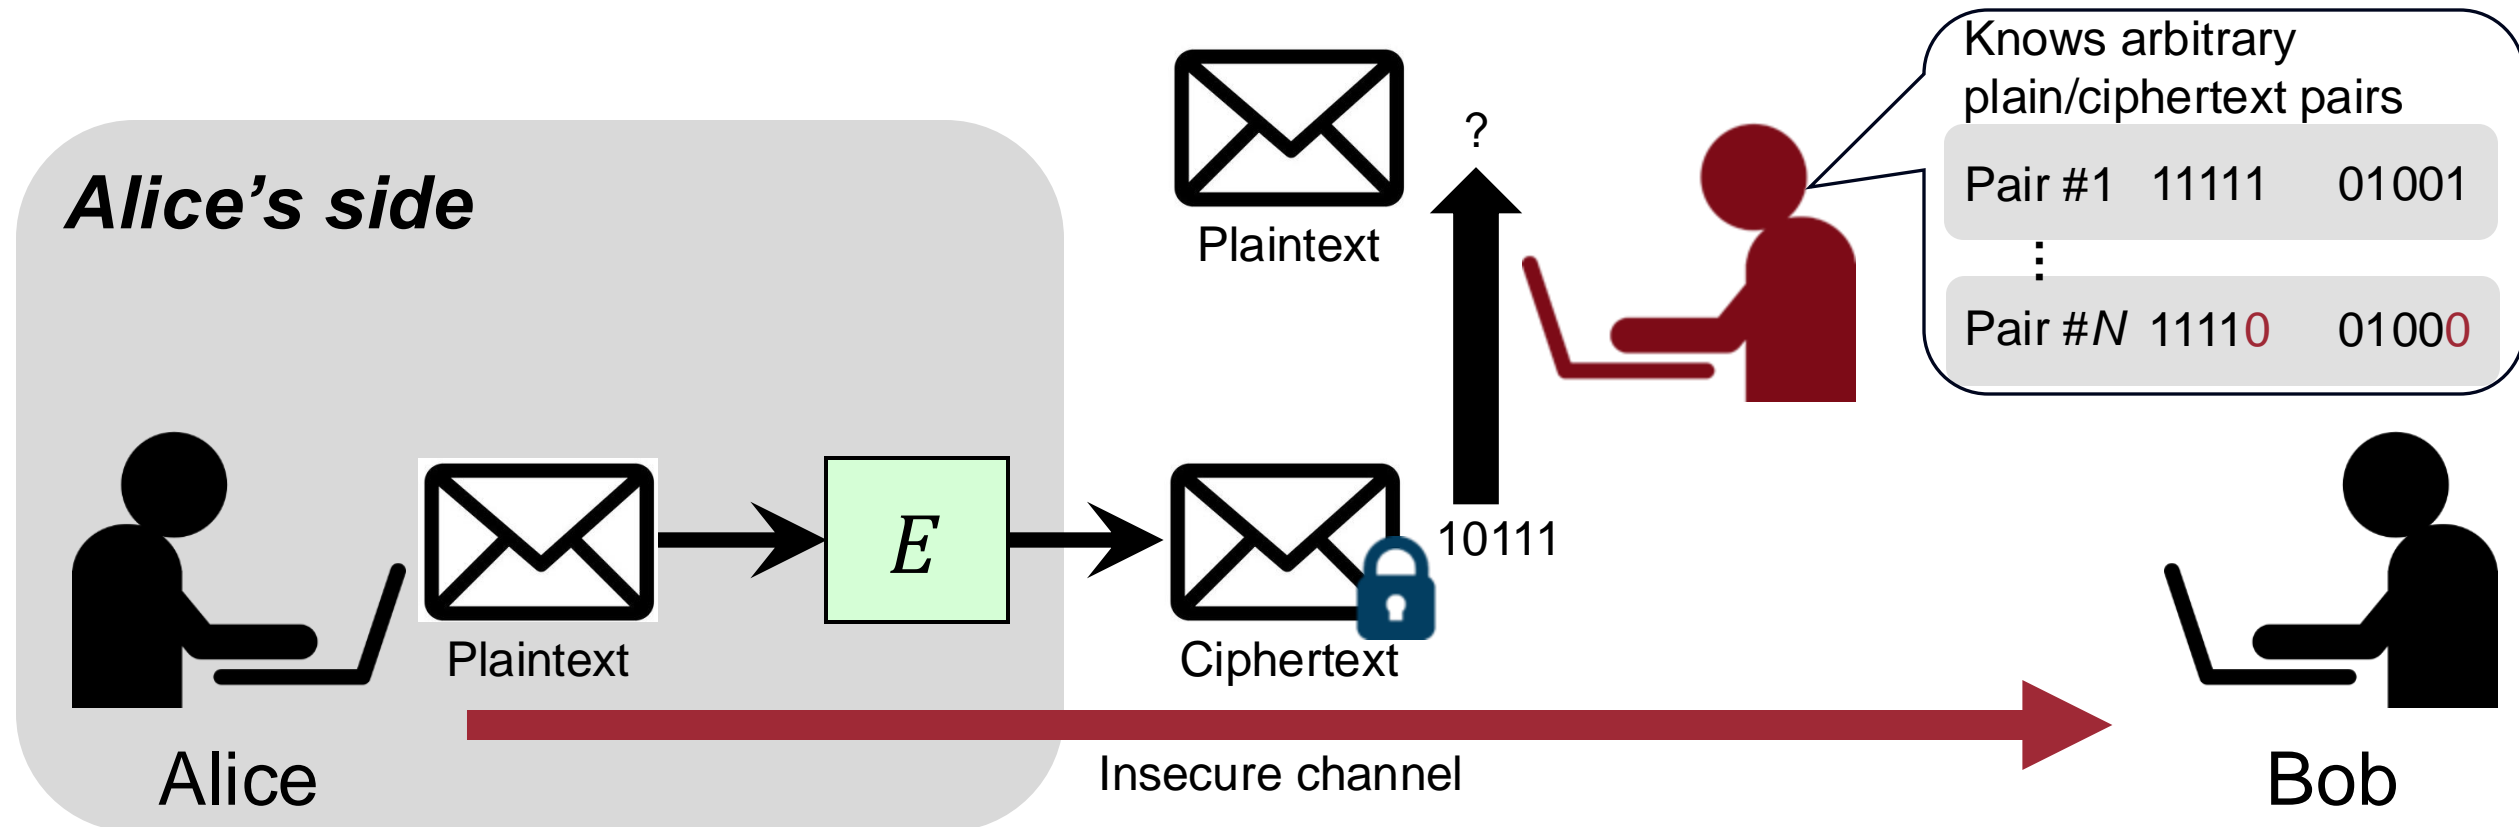 Knows arbitrary
plain/ciphertext pairs
Pair #1 11111 01001
⋮
Pair #N 11110 01000
?
Plaintext
Alice’s side
E
10111
Plaintext
Ciphertext
Insecure channel
Alice
Bob